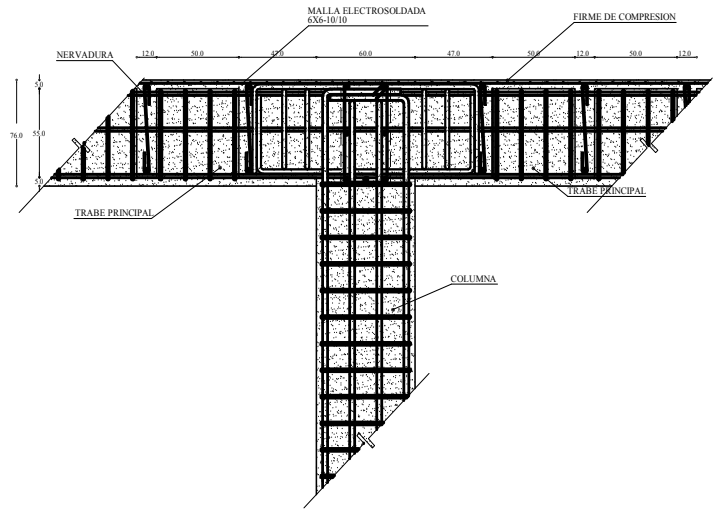 MALLA ELECTROSOLDADA
6X6-10/10
FIRME DE COMPRESION
NERVADURA
12.0 50.0 47.0 60.0 47.0 50.0 12.0 50.0 12.0
5.0
76.0
55.0
5.0
TRABE PRINCIPAL
TRABE PRINCIPAL
COLUMNA